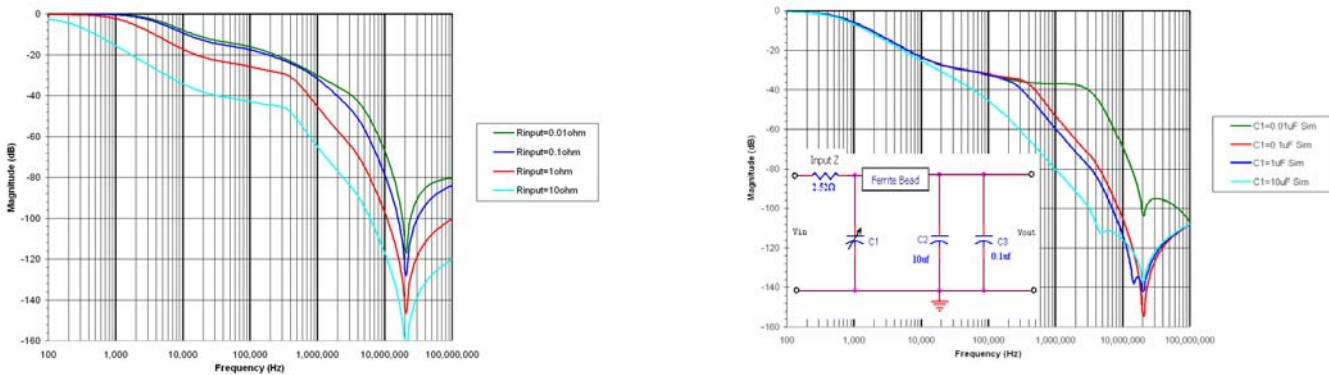 0
-20
-40
-60
-80
-100
-120
-140
-160
Magnitude (dB)
100
1,000
10,000
100,000
1,000,000
10,000,000
100,000,000
Frequency (Hz)
Rinput=0.01ohm
Rinput=0.1ohm
Rinput=1ohm
Rinput=10ohm
0
-20
-40
-60
-80
-100
-120
-140
-160
Magnitude (dB)
100
1,000
10,000
100,000
1,000,000
10,000,000
100,000,000
Frequency (Hz)
Input Z
2.52Ω
Ferrite Bead
Vin
C1
C2
10uf
C3
0.1uf
Vout
C1=0.01uF Sim
C1=0.1uF Sim
C1=1uF Sim
C1=10uF Sim